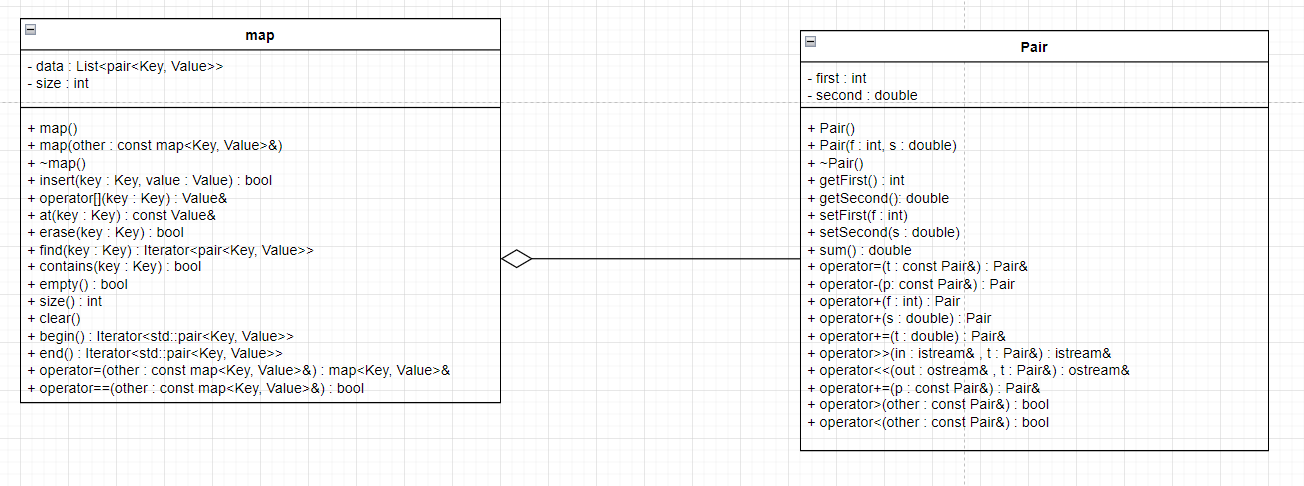 map
- data : List<pair<Key, Value>>
- size : int
+ map()
+ map(other : const map<Key, Value>&)
+ ~map()
+ insert(key : Key, value : Value) : bool
+ operator[](key : Key) : Value&
+ at(key : Key) : const Value&
+ erase(key : Key) : bool
+ find(key : Key) : Iterator<pair<Key, Value>>
+ contains(key : Key) : bool
+ empty() : bool
+ size() : int
+ clear()
+ begin() : Iterator<std::pair<Key, Value>>
+ end() : Iterator<std::pair<Key, Value>>
+ operator=(other : const map<Key, Value>&) : map<Key, Value>&
+ operator==(other : const map<Key, Value>&) : bool
Pair
- first : int
- second : double
+ Pair()
+ Pair(f : int, s : double)
+ ~Pair()
+ getFirst() : int
+ getSecond(): double
+ setFirst(f : int)
+ setSecond(s : double)
+ sum() : double
+ operator=(t : const Pair&) : Pair&
+ operator-(p: const Pair&) : Pair
+ operator+(f : int) : Pair
+ operator+(s : double) : Pair
+ operator+=(t : double) : Pair&
+ operator>>(in : istream& , t : Pair&) : istream&
+ operator<<(out : ostream& , t : Pair&) : ostream&
+ operator+=(p : const Pair&) : Pair&
+ operator>(other : const Pair&) : bool
+ operator<(other : const Pair&) : bool